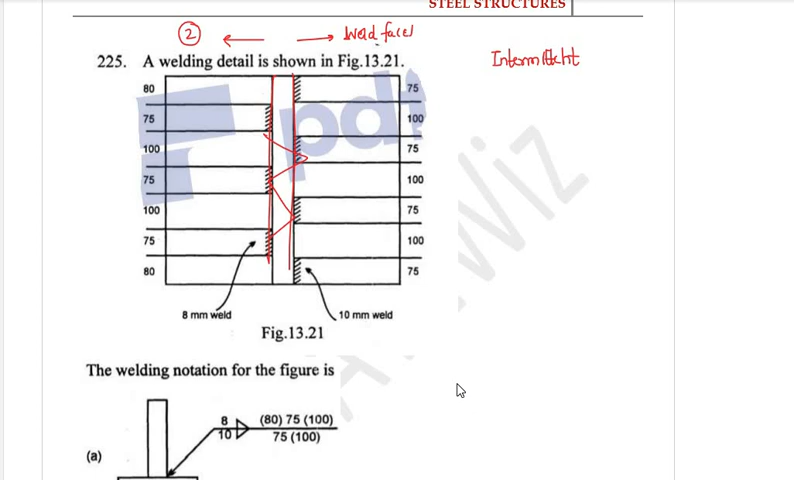 STEEL STRUCTURES
2 Weld faces
225. A welding detail is shown in Fig.13.21.
80 75
75 100
100 75
75 100
100 75
75 100
80 75
8 mm weld 10 mm weld
Fig.13.21
The welding notation for the figure is
8 (80) 75 (100)
10 75 (100)
(a)
pdf